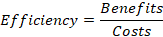 Efficiency = Benefits / Costs